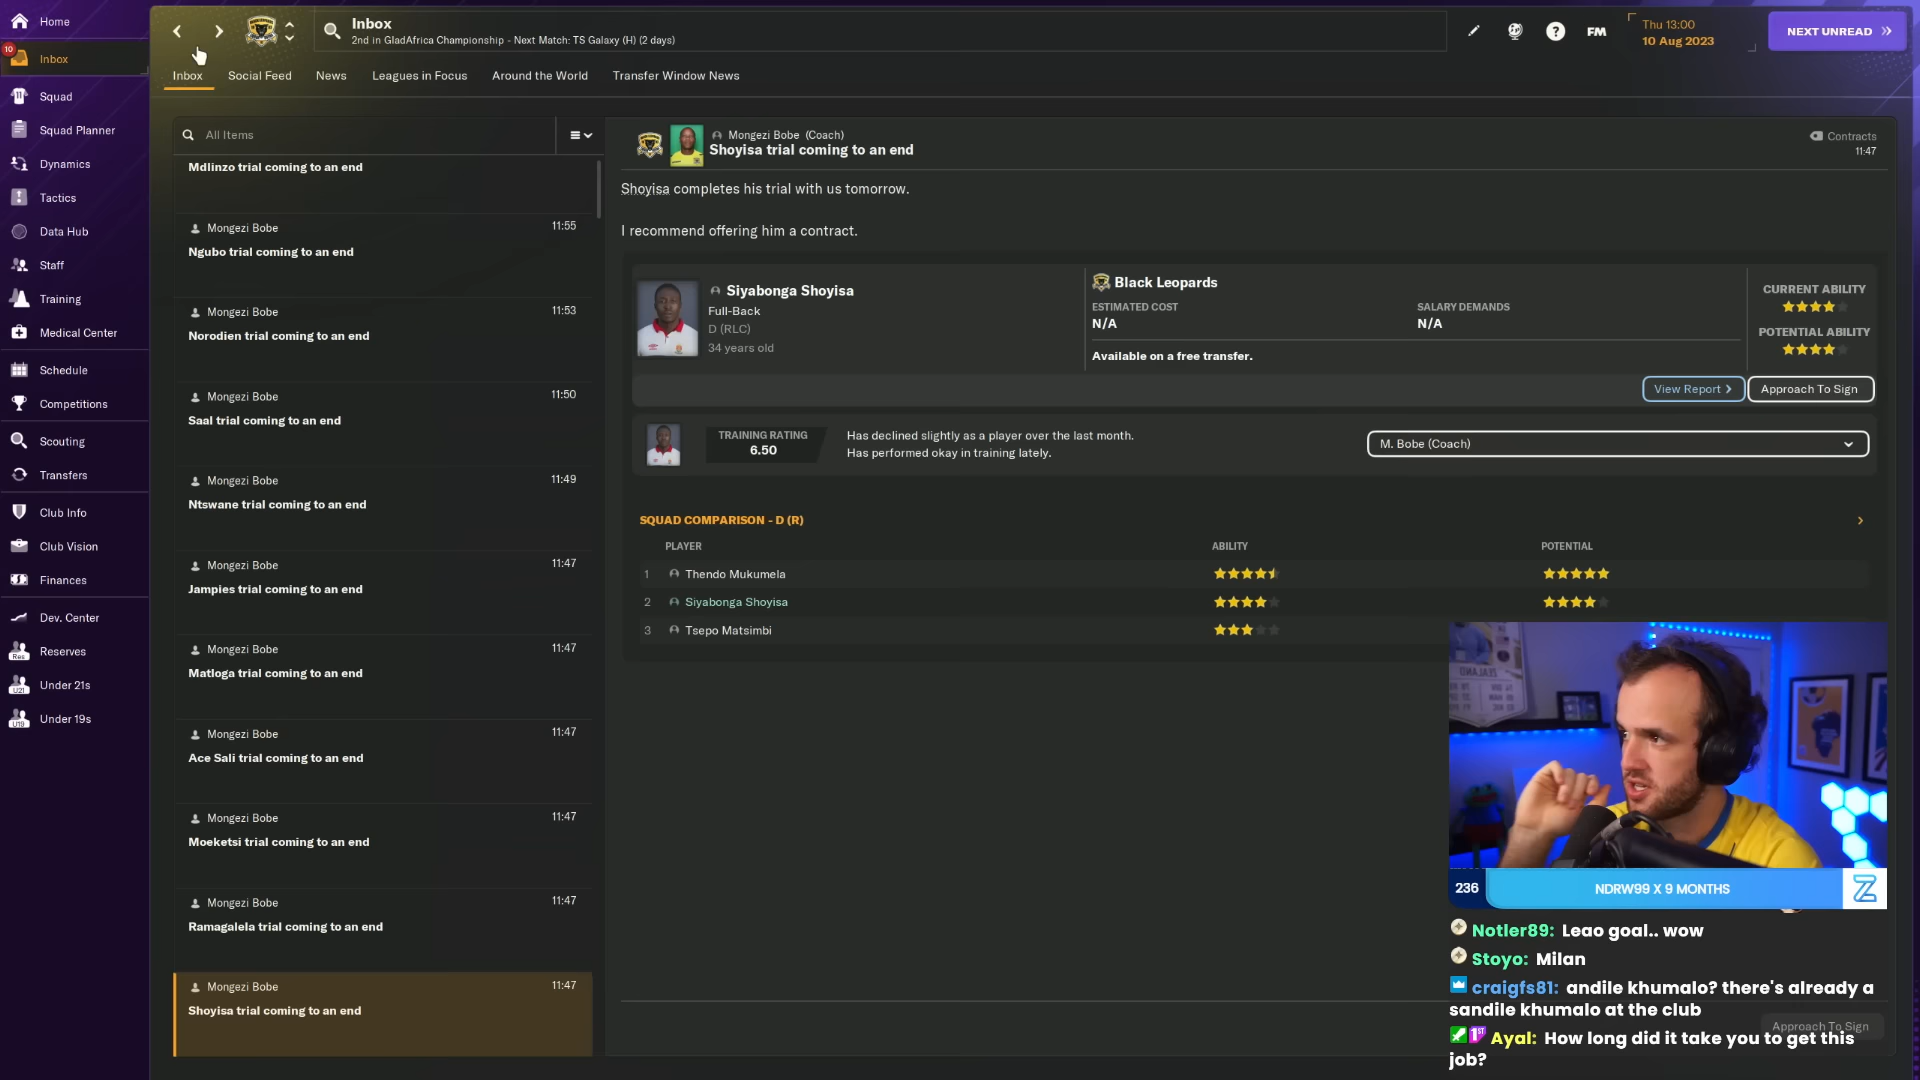 Home
10
Inbox
Squad
Squad Planner
Dynamics
Tactics
Data Hub
Staff
Training
Medical Center
Schedule
Competitions
Scouting
Transfers
Club Info
Club Vision
Finances
Dev. Center
Reserves
Under 21s
Under 19s
Inbox
2nd in GladAfrica Championship - Next Match: TS Galaxy (H) (2 days)
FM
Thu 13:00
10 Aug 2023
NEXT UNREAD
Inbox Social Feed News Leagues in Focus Around the World Transfer Window News
All Items
Mdlinzo trial coming to an end
Mongezi Bobe 11:55
Ngubo trial coming to an end
Mongezi Bobe 11:53
Norodien trial coming to an end
Mongezi Bobe 11:50
Saal trial coming to an end
Mongezi Bobe 11:49
Ntswane trial coming to an end
Mongezi Bobe 11:47
Jampies trial coming to an end
Mongezi Bobe 11:47
Matloga trial coming to an end
Mongezi Bobe 11:47
Ace Sali trial coming to an end
Mongezi Bobe 11:47
Moeketsi trial coming to an end
Mongezi Bobe 11:47
Ramagalela trial coming to an end
Mongezi Bobe 11:47
Shoyisa trial coming to an end
Mongezi Bobe (Coach)
Shoyisa trial coming to an end
Contracts
11:47
Shoyisa completes his trial with us tomorrow.
I recommend offering him a contract.
Siyabonga Shoyisa
Full-Back
D (RLC)
34 years old
Black Leopards
ESTIMATED COST SALARY DEMANDS
N/A N/A
Available on a free transfer.
CURRENT ABILITY
POTENTIAL ABILITY
View Report Approach To Sign
TRAINING RATING
6.50
Has declined slightly as a player over the last month.
Has performed okay in training lately.
M. Bobe (Coach)
SQUAD COMPARISON - D (R)
PLAYER ABILITY POTENTIAL
1 Thendo Mukumela
2 Siyabonga Shoyisa
3 Tsepo Matsimbi
236 NDRW99 X 9 MONTHS Z
Notler89: Leao goal.. wow
Stoyo: Milan
craigfs81: andile khumalo? there's already a
sandile khumalo at the club
Approach To Sign
Ayal: How long did it take you to get this
job?